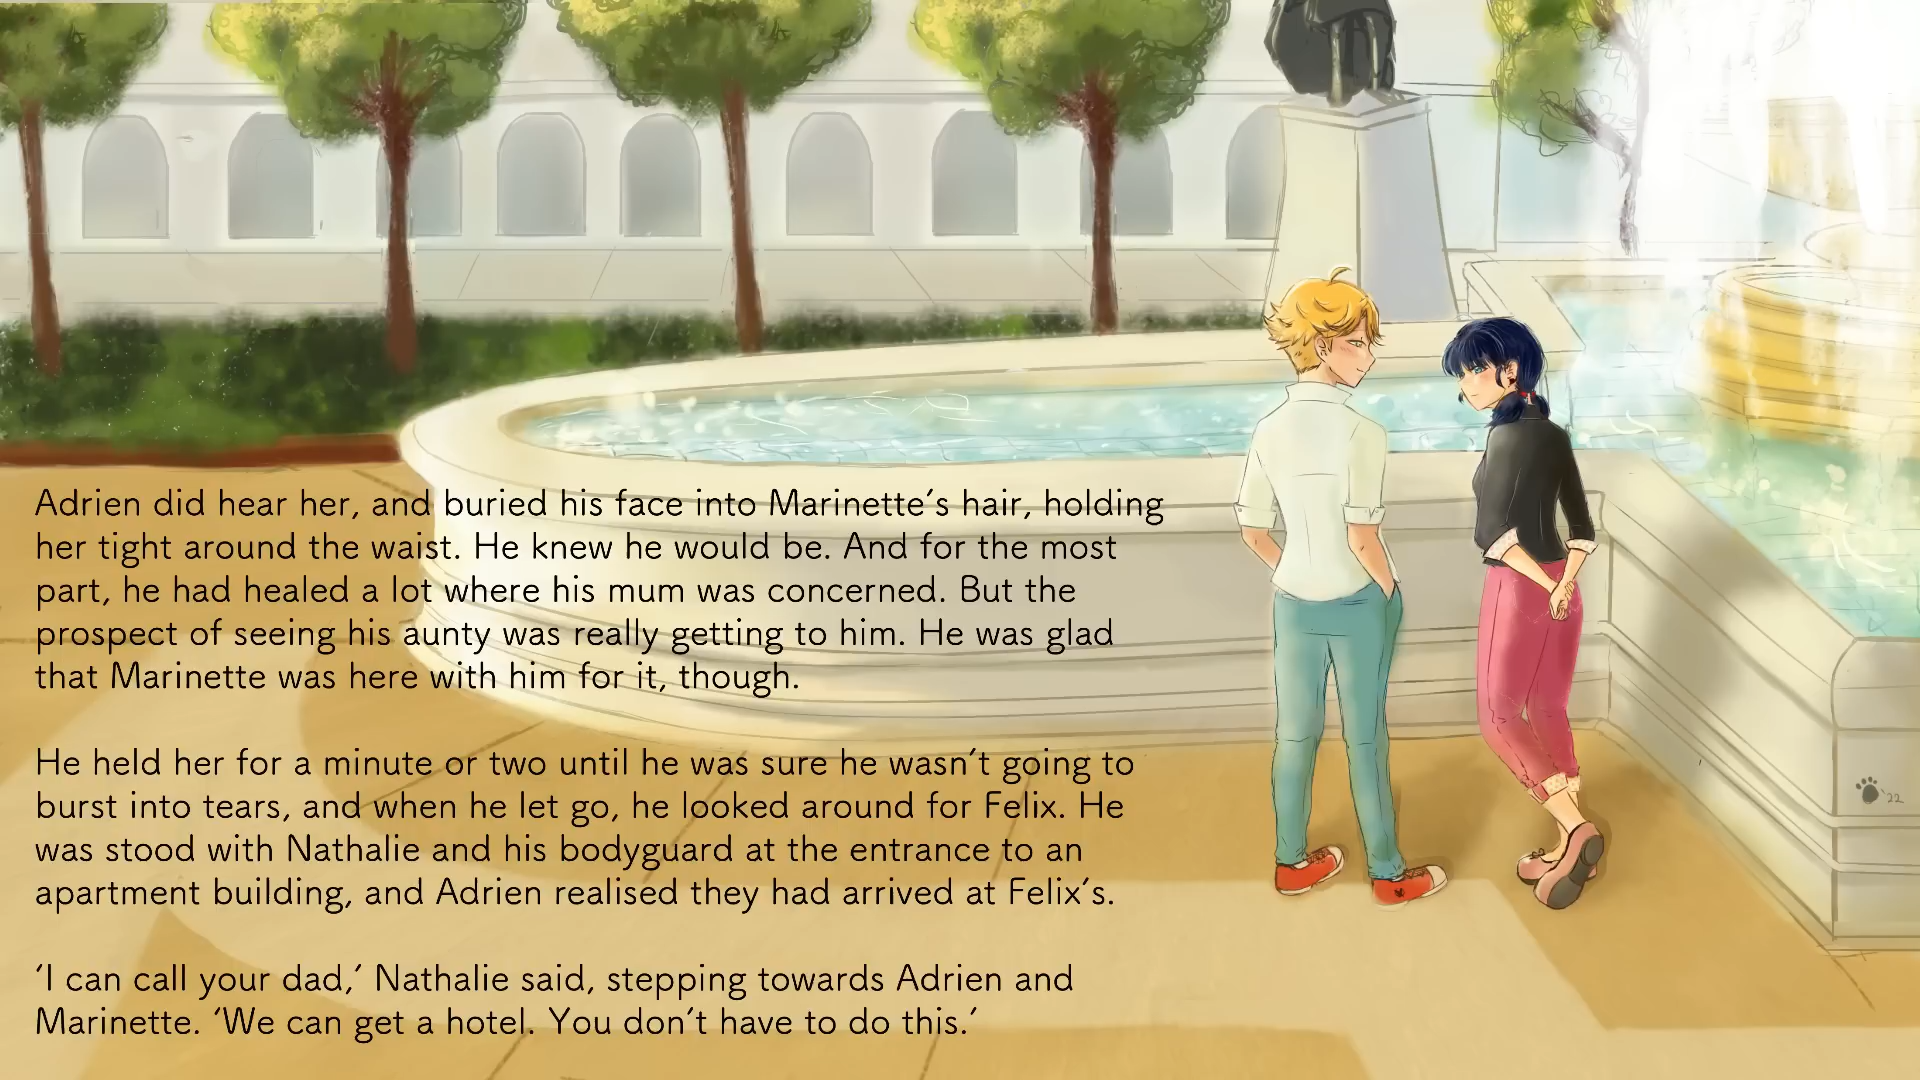 Adrien did hear her, and buried his face into Marinette’s hair, holding
her tight around the waist. He knew he would be. And for the most
part, he had healed a lot where his mum was concerned. But the
prospect of seeing his aunty was really getting to him. He was glad
that Marinette was here with him for it, though.
He held her for a minute or two until he was sure he wasn’t going to
burst into tears, and when he let go, he looked around for Felix. He
was stood with Nathalie and his bodyguard at the entrance to an
apartment building, and Adrien realised they had arrived at Felix’s.
‘I can call your dad,’ Nathalie said, stepping towards Adrien and
Marinette. ‘We can get a hotel. You don’t have to do this.’
'22